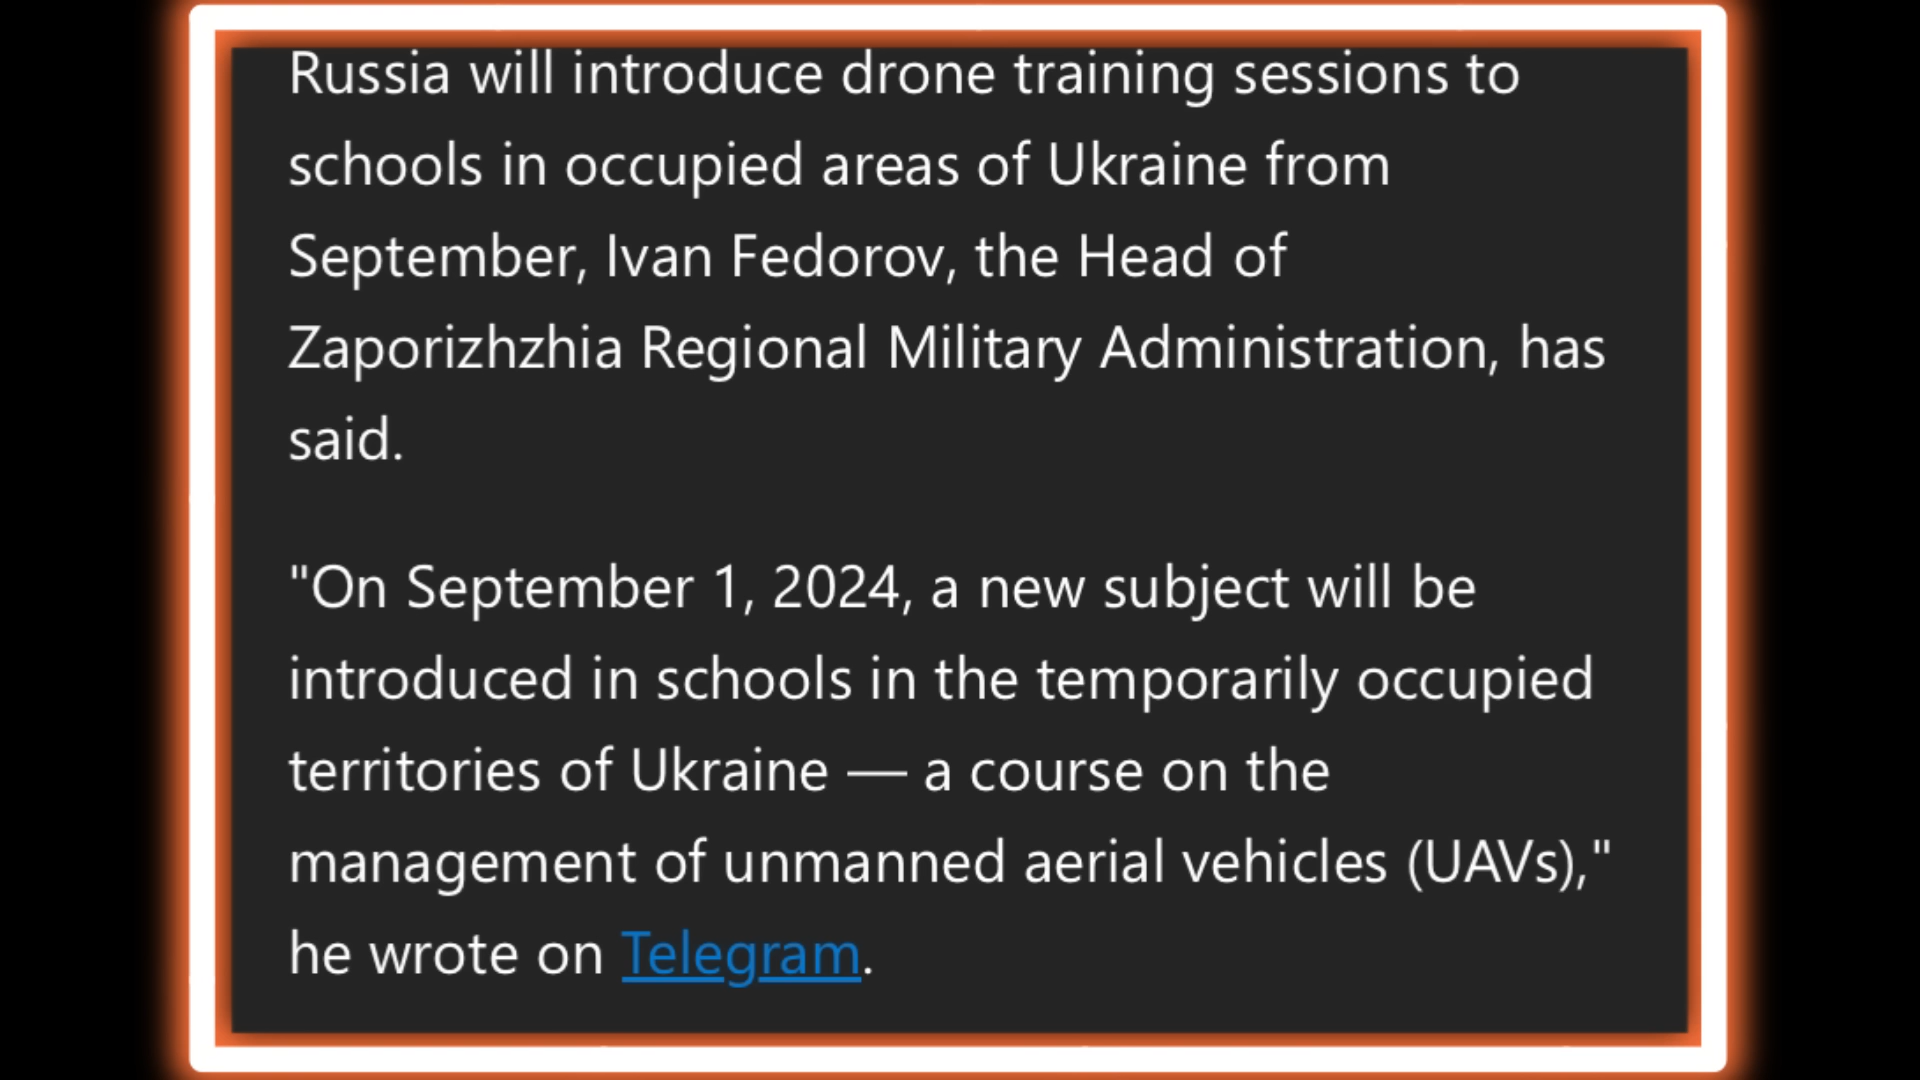 Russia will introduce drone training sessions to
schools in occupied areas of Ukraine from
September, Ivan Fedorov, the Head of
Zaporizhzhia Regional Military Administration, has
said.
"On September 1, 2024, a new subject will be
introduced in schools in the temporarily occupied
territories of Ukraine — a course on the
management of unmanned aerial vehicles (UAVs),"
he wrote on Telegram.